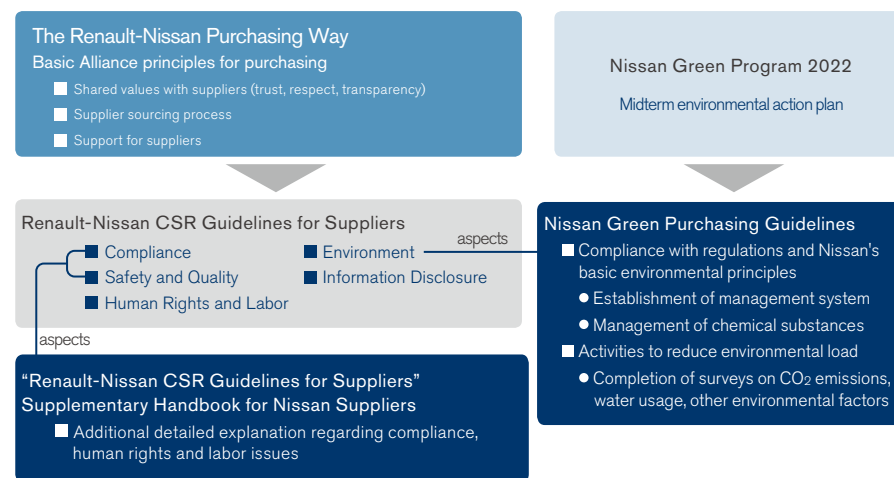 The Renault-Nissan Purchasing Way
Basic Alliance principles for purchasing
Shared values with suppliers (trust, respect, transparency)
Supplier sourcing process
Support for suppliers
Nissan Green Program 2022
Midterm environmental action plan
Renault-Nissan CSR Guidelines for Suppliers
Compliance
Safety and Quality
Human Rights and Labor
Environment
Information Disclosure
aspects
aspects
Nissan Green Purchasing Guidelines
Compliance with regulations and Nissan's
basic environmental principles
Establishment of management system
Management of chemical substances
Activities to reduce environmental load
Completion of surveys on CO2 emissions,
water usage, other environmental factors
“Renault-Nissan CSR Guidelines for Suppliers”
Supplementary Handbook for Nissan Suppliers
Additional detailed explanation regarding compliance,
human rights and labor issues